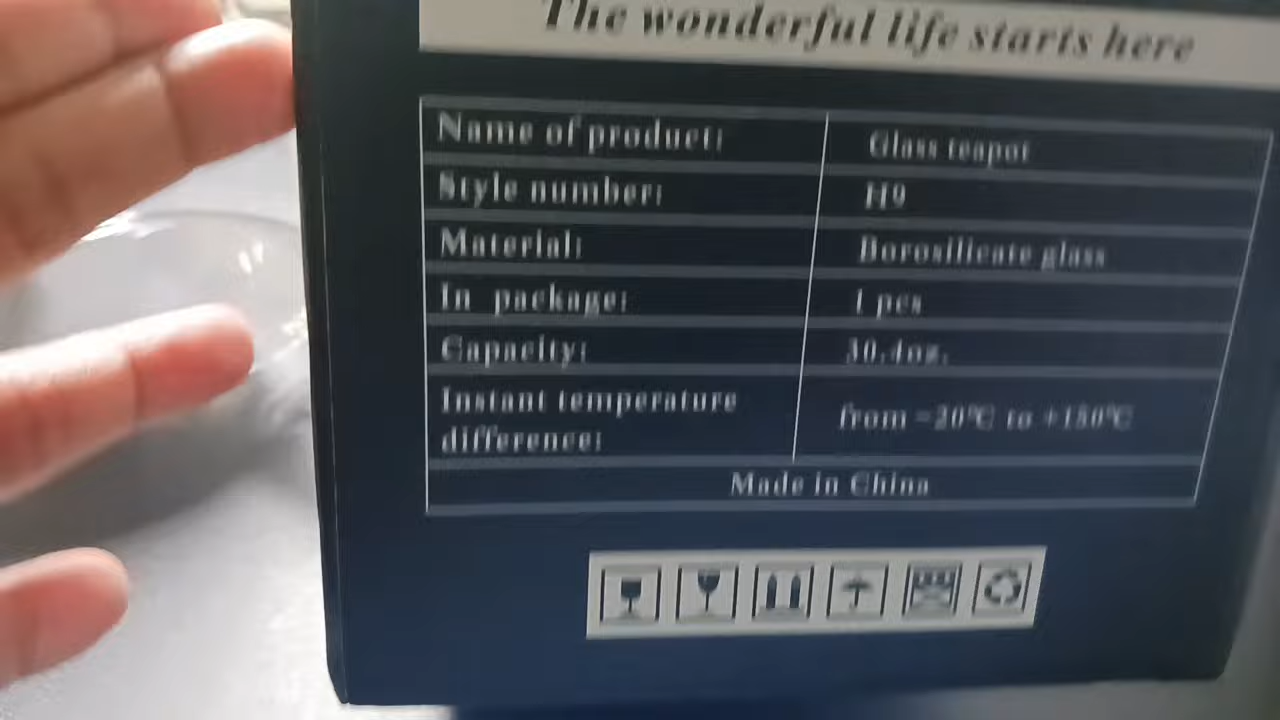 The wonderful life starts here
Name of product: Glass teapot
Style number: H9
Material: Borosilicate glass
In package: 1 pcs
Capacity: 30.4oz.
Instant temperature difference: from -20℃ to +150℃
Made in China